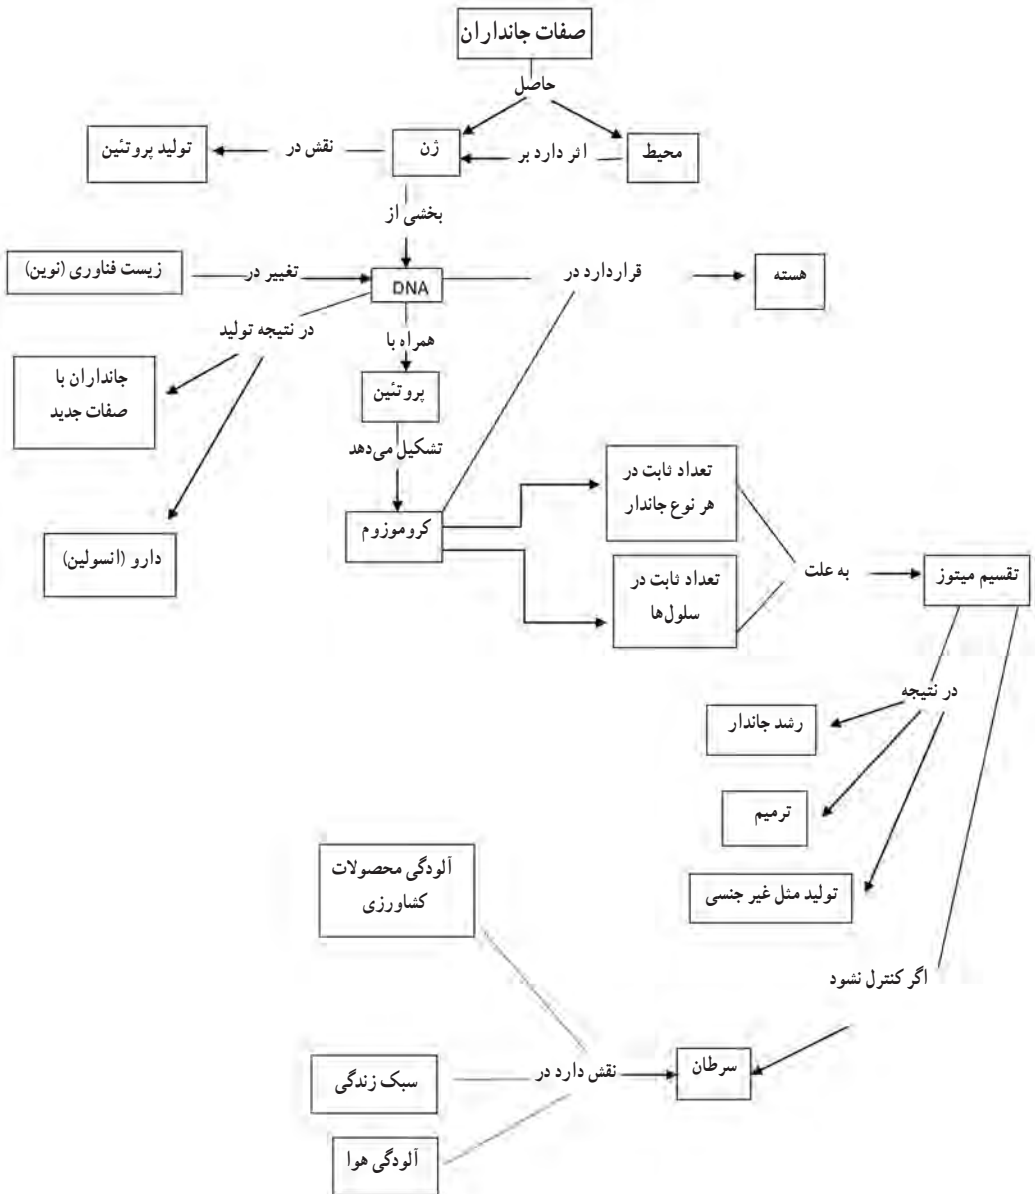 صفات جانداران
حاصل
محیط
اثر دارد بر
ژن
نقش در
تولید پروتئین
بخشی از
زیست فناوری (نوین)
تغییر در
DNA
قراردارد در
هسته
در نتیجه تولید
جانداران با
صفات جدید
دارو (انسولین)
همراه با
پروتئین
تشکیل می‌دهد
کروموزوم
تعداد ثابت در
هر نوع جاندار
تعداد ثابت در
سلول‌ها
به علت
تقسیم میتوز
در نتیجه
رشد جاندار
ترمیم
تولید مثل غیر جنسی
اگر کنترل نشود
سرطان
نقش دارد در
آلودگی محصولات
کشاورزی
سبک زندگی
آلودگی هوا